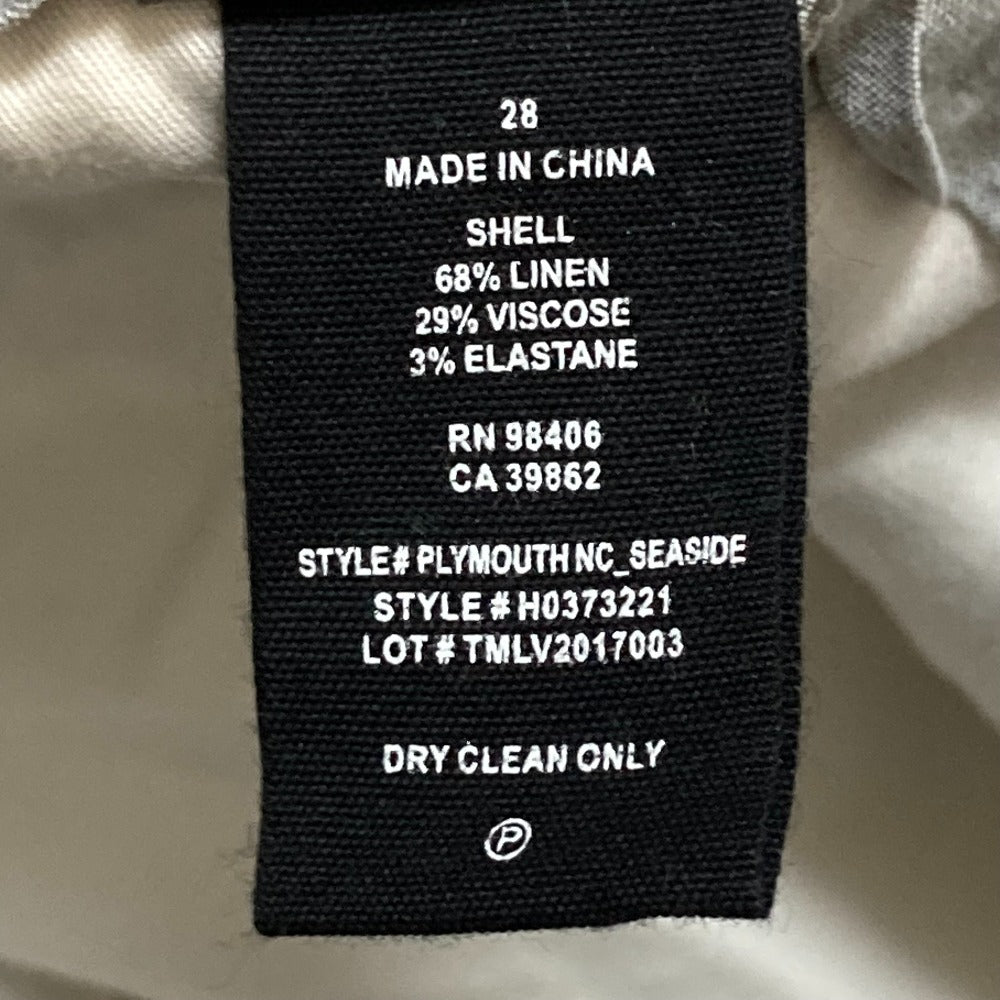 28
MADE IN CHINA
SHELL
68% LINEN
29% VISCOSE
3% ELASTANE
RN 98406
CA 39862
STYLE# PLYMOUTH NC_SEASIDE
STYLE # H0373221
LOT # TMLV2017003
DRY CLEAN ONLY
P